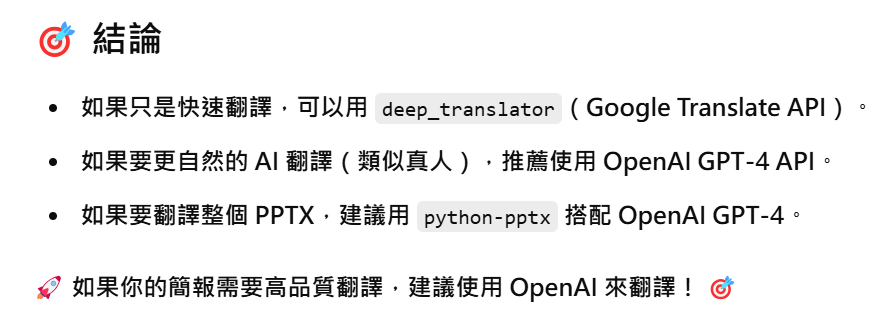 🎯 結論
• 如果只是快速翻譯，可以用 deep_translator（Google Translate API）。
• 如果要更自然的 AI 翻譯（類似真人），推薦使用 OpenAI GPT-4 API。
• 如果要翻譯整個 PPTX，建議用 python-pptx 搭配 OpenAI GPT-4。
🚀 如果你的簡報需要高品質翻譯，建議使用 OpenAI 來翻譯！ 🎯